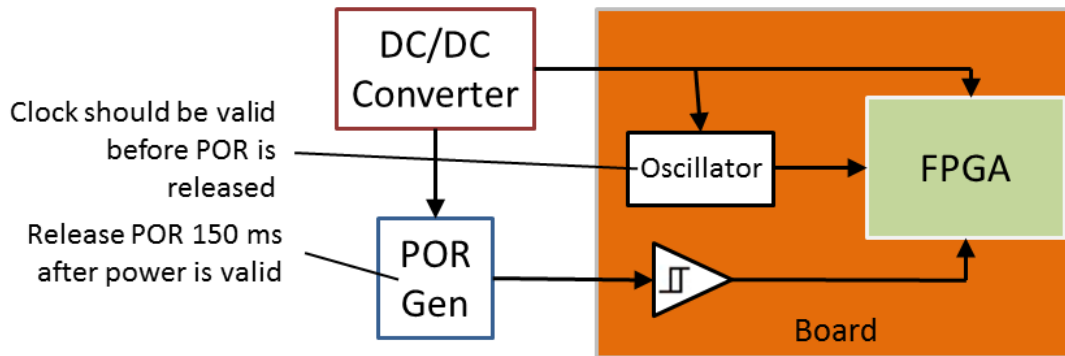 DC/DC
Converter
Clock should be valid
before POR is
released
Oscillator
FPGA
Release POR 150 ms
after power is valid
POR
Gen
Board